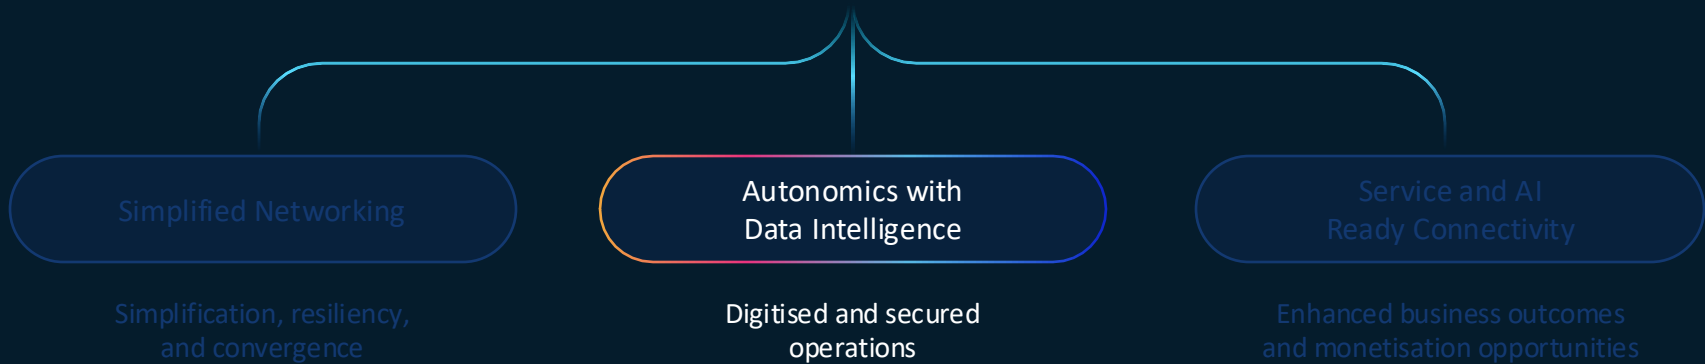 Simplified Networking
Autonomics with
Data Intelligence
Service and AI
Ready Connectivity
Simplification, resiliency,
and convergence
Digitised and secured
operations
Enhanced business outcomes
and monetisation opportunities